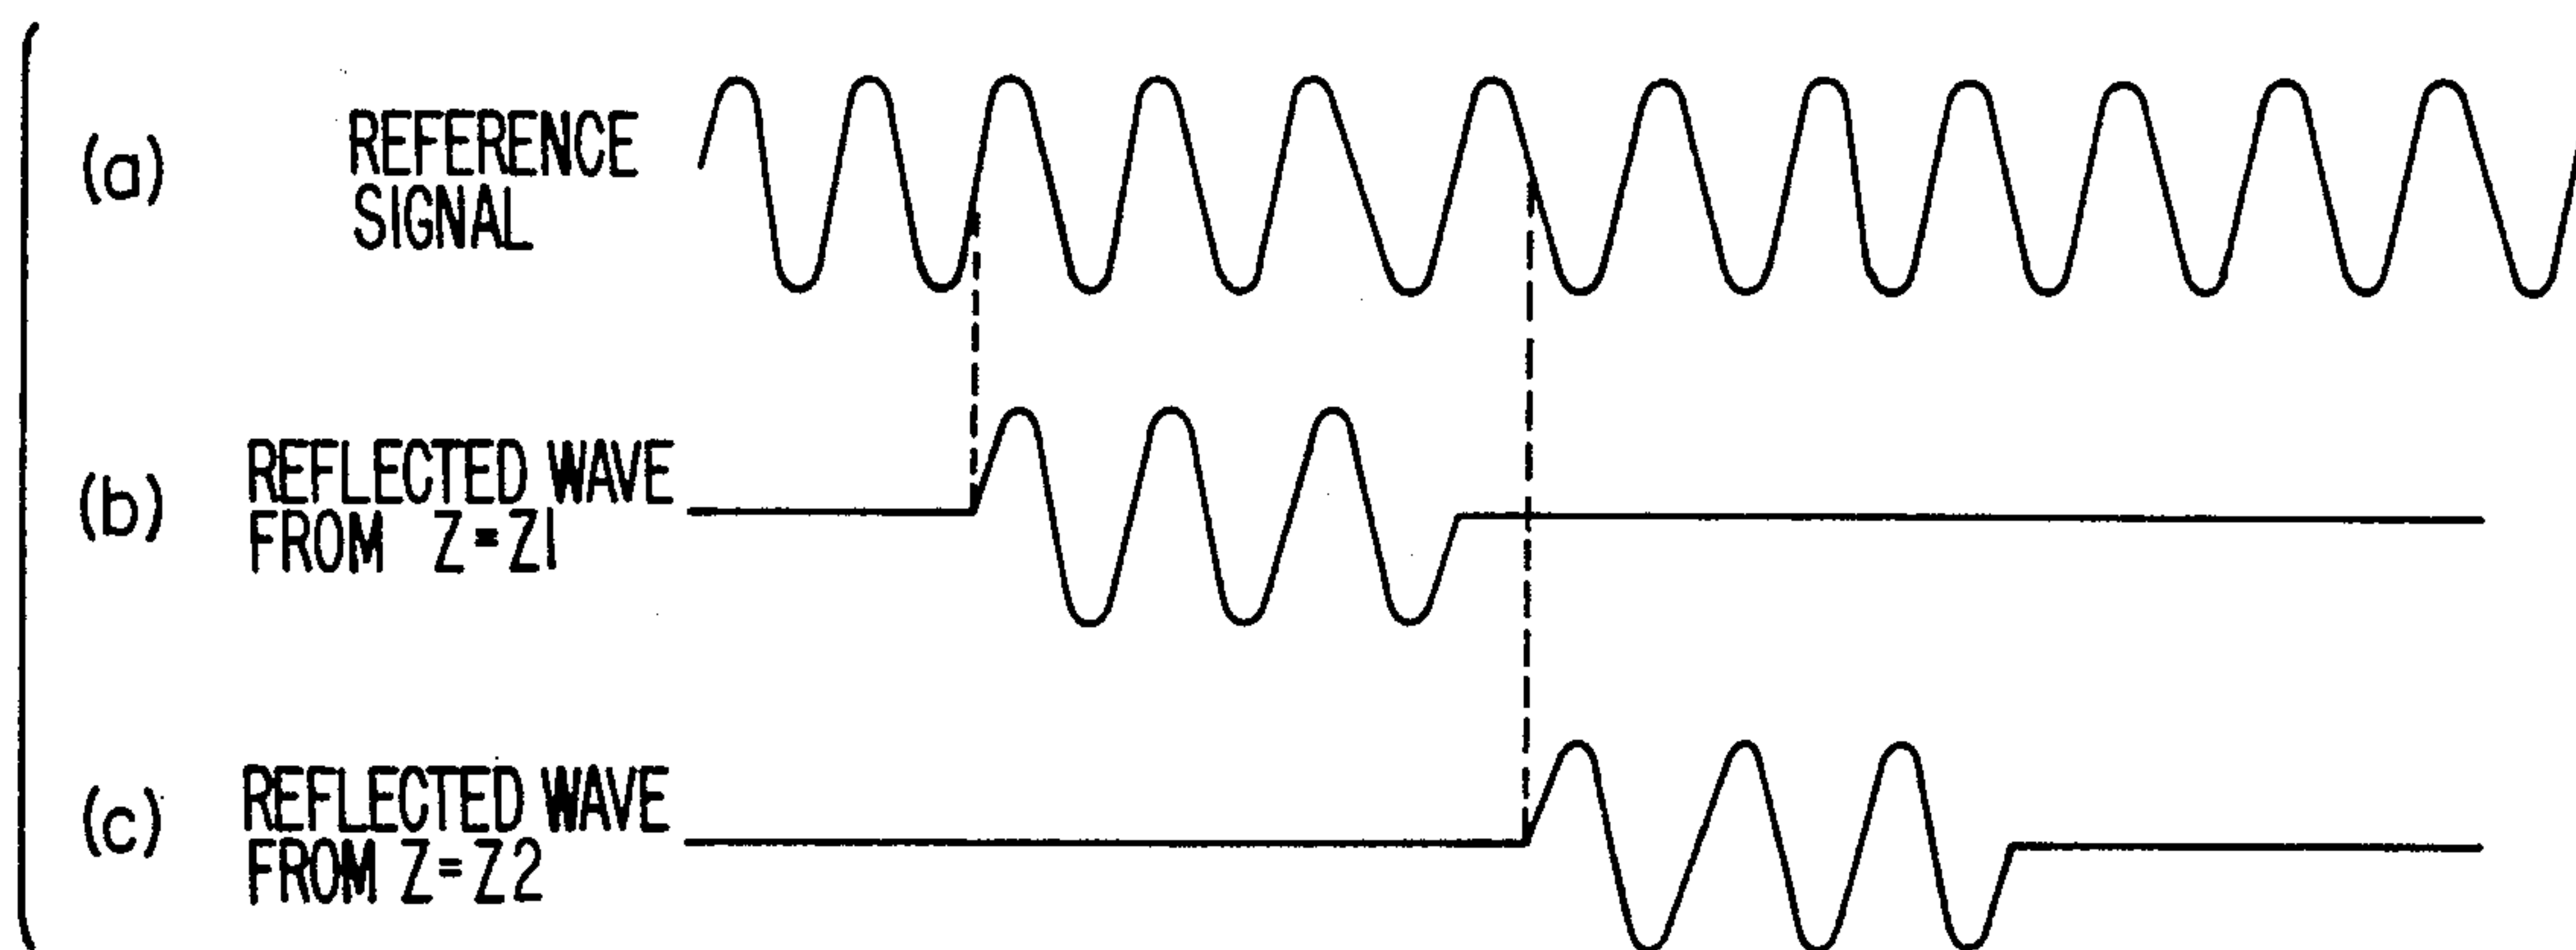 (a) REFERENCE
SIGNAL
(b) REFLECTED WAVE
FROM Z=Z1
(c) REFLECTED WAVE
FROM Z=Z2